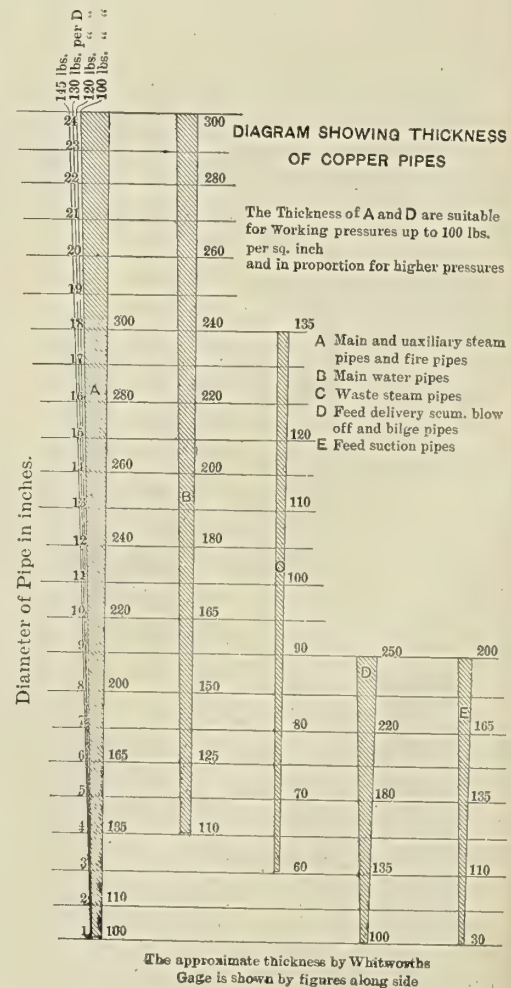 145 lbs.
130 lbs. per D
120 lbs. " "
100 lbs. " "
DIAGRAM SHOWING THICKNESS
OF COPPER PIPES
The Thickness of A and D are suitable
for Working pressures up to 100 lbs.
per sq. inch
and in proportion for higher pressures
A Main and uaxiliary steam
pipes and fire pipes
B Main water pipes
C Waste steam pipes
D Feed delivery scum. blow
off and bilge pipes
E Feed suction pipes
Diameter of Pipe in inches.
24 300
23
22 280
21
20 260
19
18 300 240 135
17
16 A 280 220
15 120
14 260 200
13 B 110
12 240 180
11 C 100
10 220 165
9 90 250 200
8 200 150 D E
7 80 220 165
6 165 125
5 70 180 135
4 135 110
3 60 135 110
2 110
1 100 100 30
The approximate thickness by Whitworths
Gage is shown by figures along side